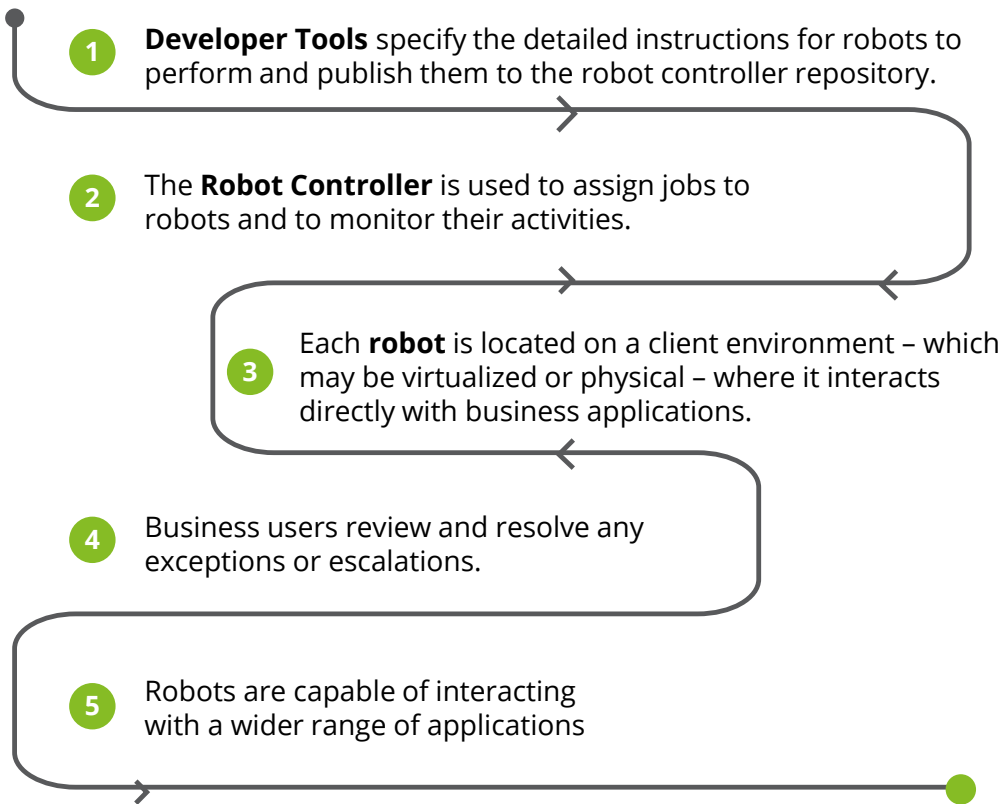 1
Developer Tools specify the detailed instructions for robots to
perform and publish them to the robot controller repository.
2
The Robot Controller is used to assign jobs to
robots and to monitor their activities.
3
Each robot is located on a client environment – which
may be virtualized or physical – where it interacts
directly with business applications.
4
Business users review and resolve any
exceptions or escalations.
5
Robots are capable of interacting
with a wider range of applications